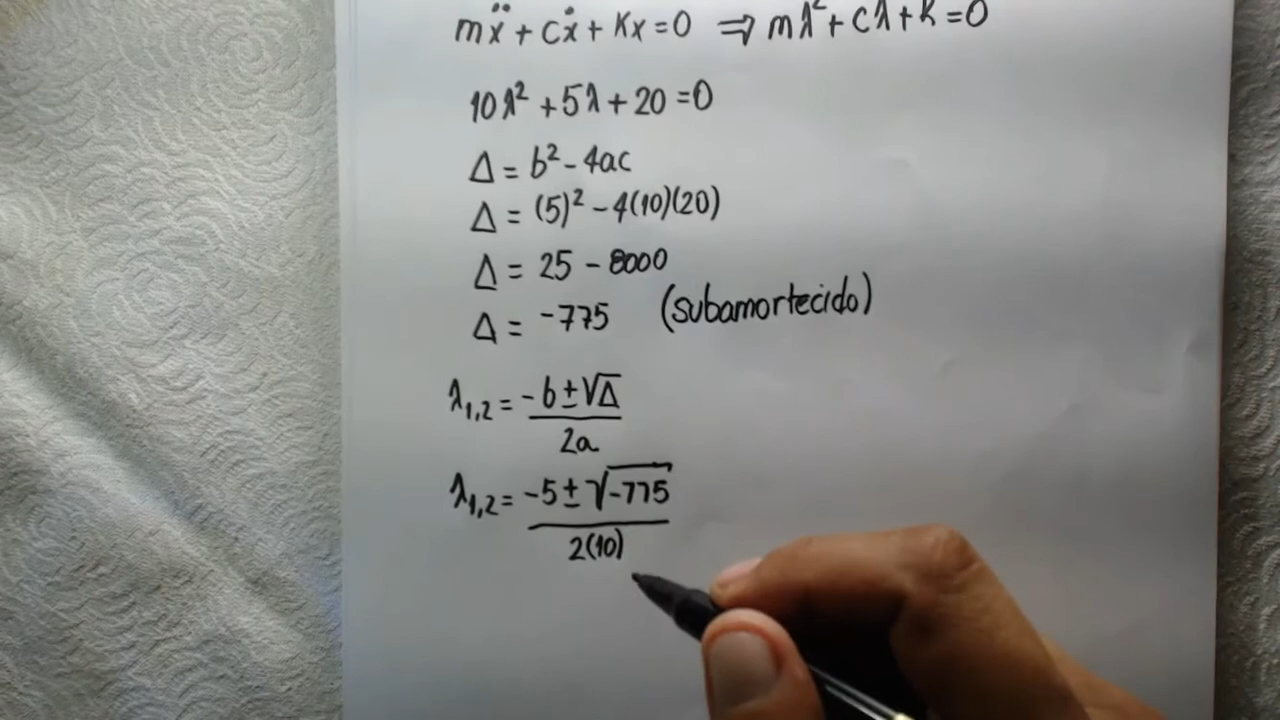 mẍ + cẋ + Kx = 0 ⇒ mλ² + cλ + K = 0
10λ² + 5λ + 20 = 0
Δ = b² - 4ac
Δ = (5)² - 4(10)(20)
Δ = 25 - 8000
Δ = -775 (subamortecido)
λ₁,₂ = (-b ± √Δ) / 2a
λ₁,₂ = (-5 ± √-775) / 2(10)